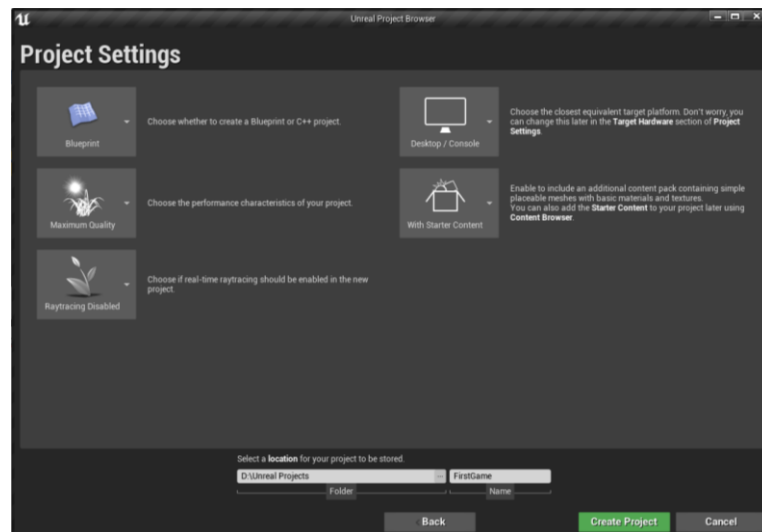 Unreal Project Browser
Project Settings
Blueprint
Choose whether to create a Blueprint or C++ project.
Desktop / Console
Choose the closest equivalent target platform. Don't worry, you
can change this later in the Target Hardware section of Project
Settings.
Maximum Quality
Choose the performance characteristics of your project.
With Starter Content
Enable to include an additional content pack containing simple
placeable meshes with basic materials and textures.
You can also add the Starter Content to your project later using
Content Browser.
Raytracing Disabled
Choose if real-time raytracing should be enabled in the new
project.
Select a location for your project to be stored.
D:\Unreal Projects
...
FirstGame
Folder
Name
Back
Create Project
Cancel